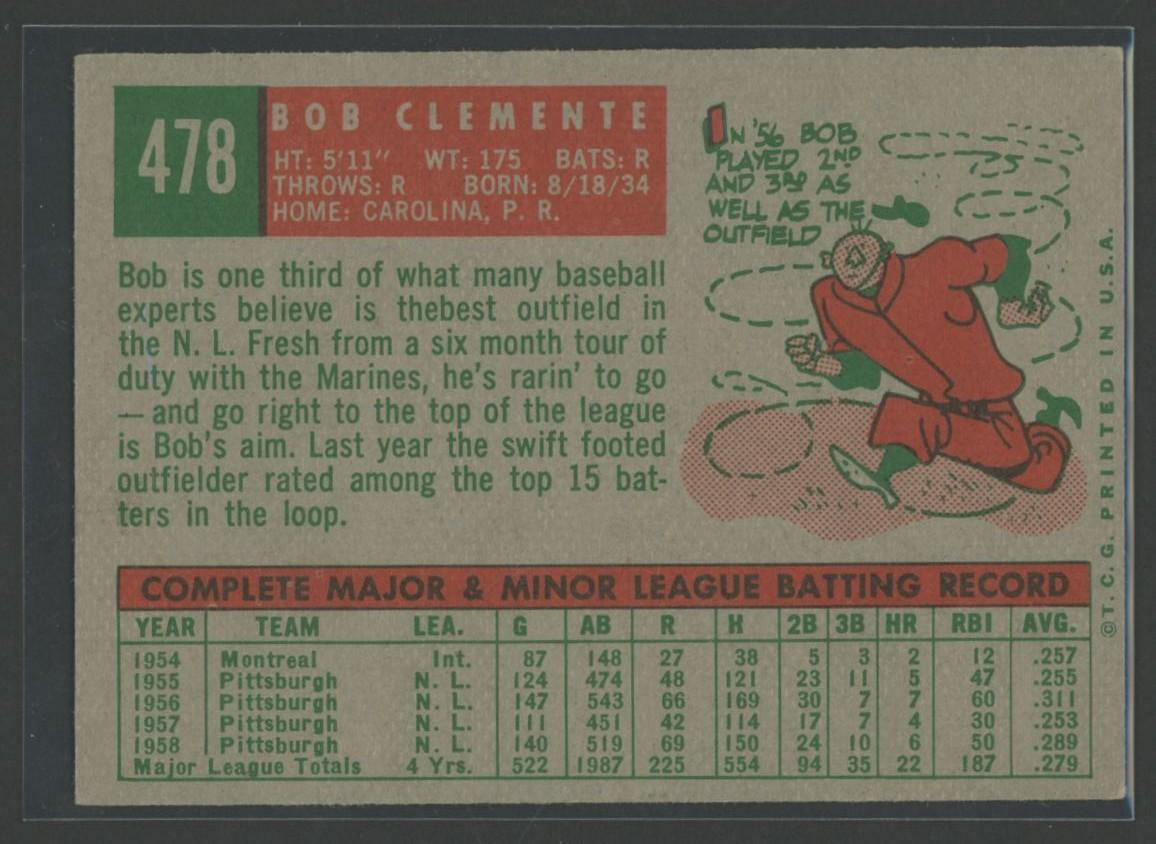 478
BOB CLEMENTE
HT: 5'11" WT: 175 BATS: R
THROWS: R BORN: 8/18/34
HOME: CAROLINA, P. R.
IN '56 BOB
PLAYED 2ND
AND 3RD AS
WELL AS THE
OUTFIELD
Bob is one third of what many baseball
experts believe is thebest outfield in
the N. L. Fresh from a six month tour of
duty with the Marines, he's rarin' to go
—and go right to the top of the league
is Bob's aim. Last year the swift footed
outfielder rated among the top 15 bat-
ters in the loop.
COMPLETE MAJOR & MINOR LEAGUE BATTING RECORD
YEAR TEAM LEA. G AB R H 2B 3B HR RBI AVG.
1954 Montreal Int. 87 148 27 38 5 3 2 12 .257
1955 Pittsburgh N. L. 124 474 48 121 23 11 5 47 .255
1956 Pittsburgh N. L. 147 543 66 169 30 7 7 60 .311
1957 Pittsburgh N. L. 111 451 42 114 17 7 4 30 .253
1958 Pittsburgh N. L. 140 519 69 150 24 10 6 50 .289
Major League Totals 4 Yrs. 522 1987 225 554 94 35 22 187 .279
©T. C. G. PRINTED IN U.S.A.